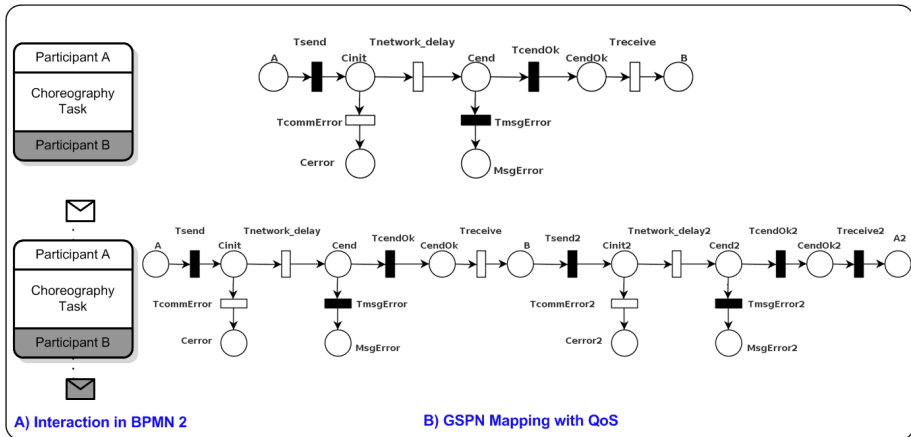 Participant A
Choreography
Task
Participant B
Tsend
Tnetwork_delay
TcendOk
Treceive
A
Cinit
Cend
CendOk
B
TcommError
TmsgError
Cerror
MsgError
Participant A
Choreography
Task
Participant B
Tsend
Tnetwork_delay
TcendOk
Treceive
Tsend2
Tnetwork_delay2
TcendOk2
Treceive2
A
Cinit
Cend
CendOk
B
Cinit2
Cend2
CendOk2
A2
TcommError
TmsgError
TcommError2
TmsgError2
Cerror
MsgError
Cerror2
MsgError2
A) Interaction in BPMN 2
B) GSPN Mapping with QoS